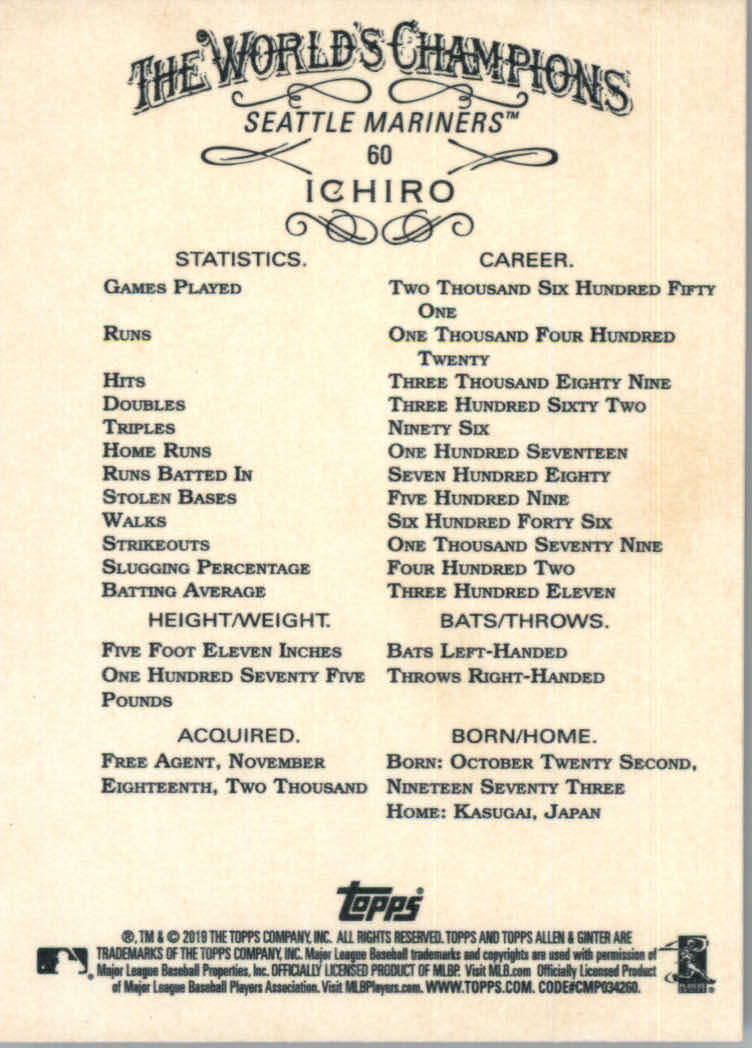 THE WORLD'S CHAMPIONS
SEATTLE MARINERS™
60
ICHIRO
STATISTICS. CAREER.
GAMES PLAYED TWO THOUSAND SIX HUNDRED FIFTY
ONE
RUNS ONE THOUSAND FOUR HUNDRED
TWENTY
HITS THREE THOUSAND EIGHTY NINE
DOUBLES THREE HUNDRED SIXTY TWO
TRIPLES NINETY SIX
HOME RUNS ONE HUNDRED SEVENTEEN
RUNS BATTED IN SEVEN HUNDRED EIGHTY
STOLEN BASES FIVE HUNDRED NINE
WALKS SIX HUNDRED FORTY SIX
STRIKEOUTS ONE THOUSAND SEVENTY NINE
SLUGGING PERCENTAGE FOUR HUNDRED TWO
BATTING AVERAGE THREE HUNDRED ELEVEN
HEIGHT/WEIGHT. BATS/THROWS.
FIVE FOOT ELEVEN INCHES BATS LEFT-HANDED
ONE HUNDRED SEVENTY FIVE THROWS RIGHT-HANDED
POUNDS
ACQUIRED. BORN/HOME.
FREE AGENT, NOVEMBER BORN: OCTOBER TWENTY SECOND,
EIGHTEENTH, TWO THOUSAND NINETEEN SEVENTY THREE
HOME: KASUGAI, JAPAN
topps®
®, TM & © 2019 THE TOPPS COMPANY, INC. ALL RIGHTS RESERVED. TOPPS AND TOPPS ALLEN & GINTER ARE
TRADEMARKS OF THE TOPPS COMPANY, INC. Major League Baseball trademarks and copyrights are used with permission of
Major League Baseball Properties, Inc. OFFICIALLY LICENSED PRODUCT OF MLBP. Visit MLB.com Officially Licensed Product
of Major League Baseball Players Association. Visit MLBPlayers.com. WWW.TOPPS.COM. CODE#CMP034260.